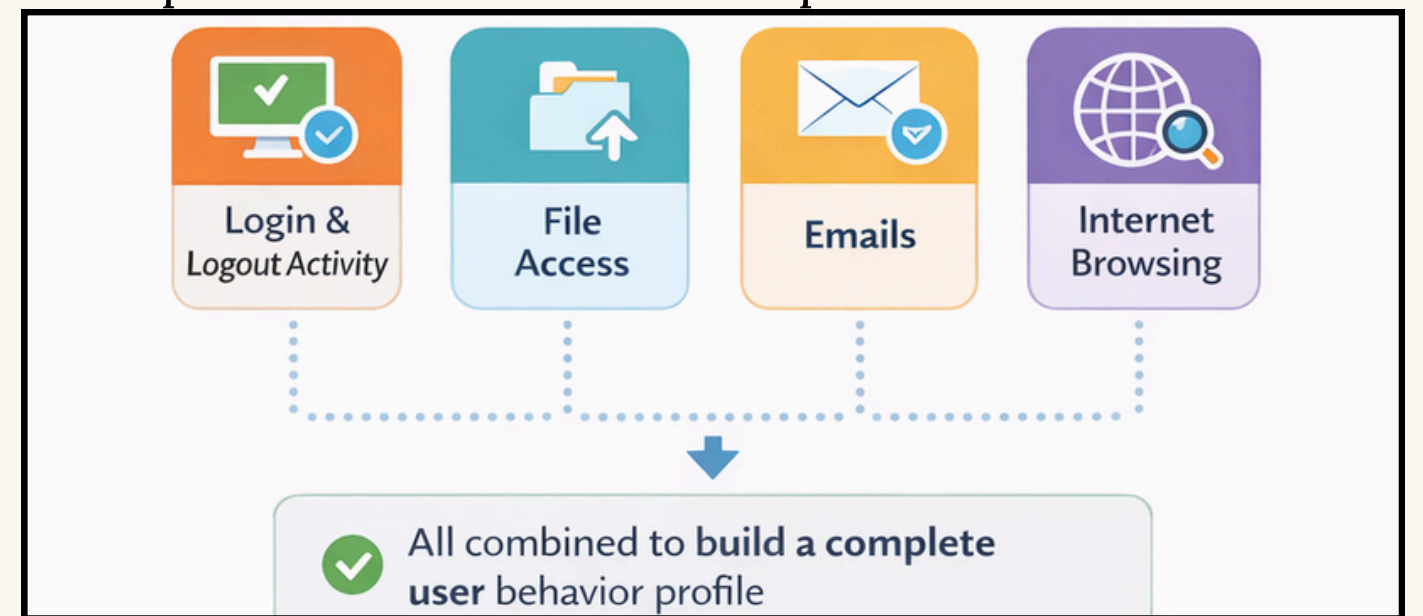 Login &
Logout Activity
File
Access
Emails
Internet
Browsing
All combined to build a complete
user behavior profile